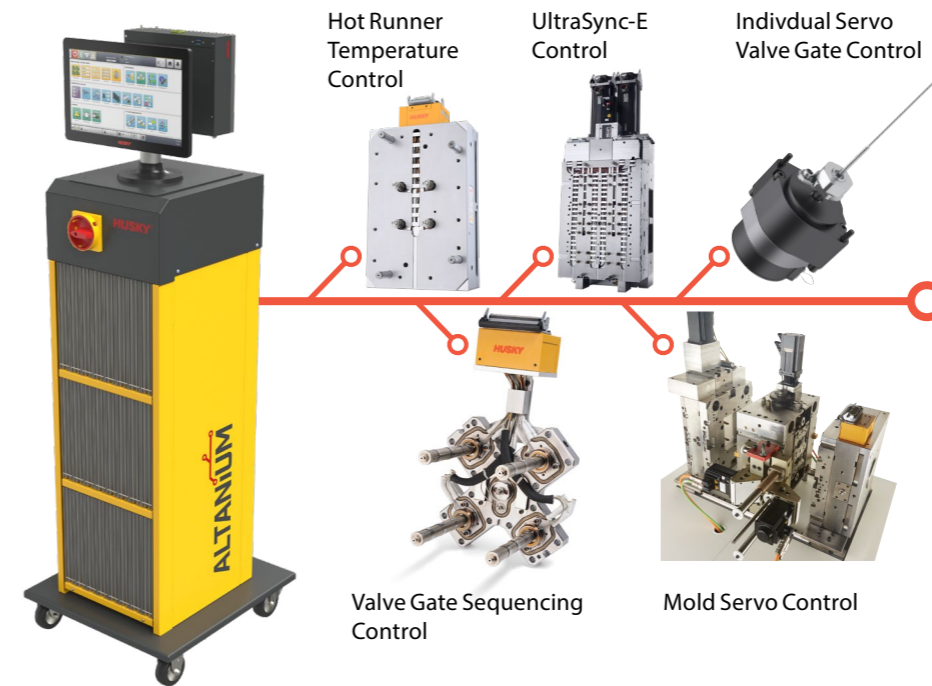 Hot Runner
Temperature
Control
UltraSync-E
Control
Indivdual Servo
Valve Gate Control
HUSKY
HUSKY
ALTANIUM
Valve Gate Sequencing
Control
Mold Servo Control